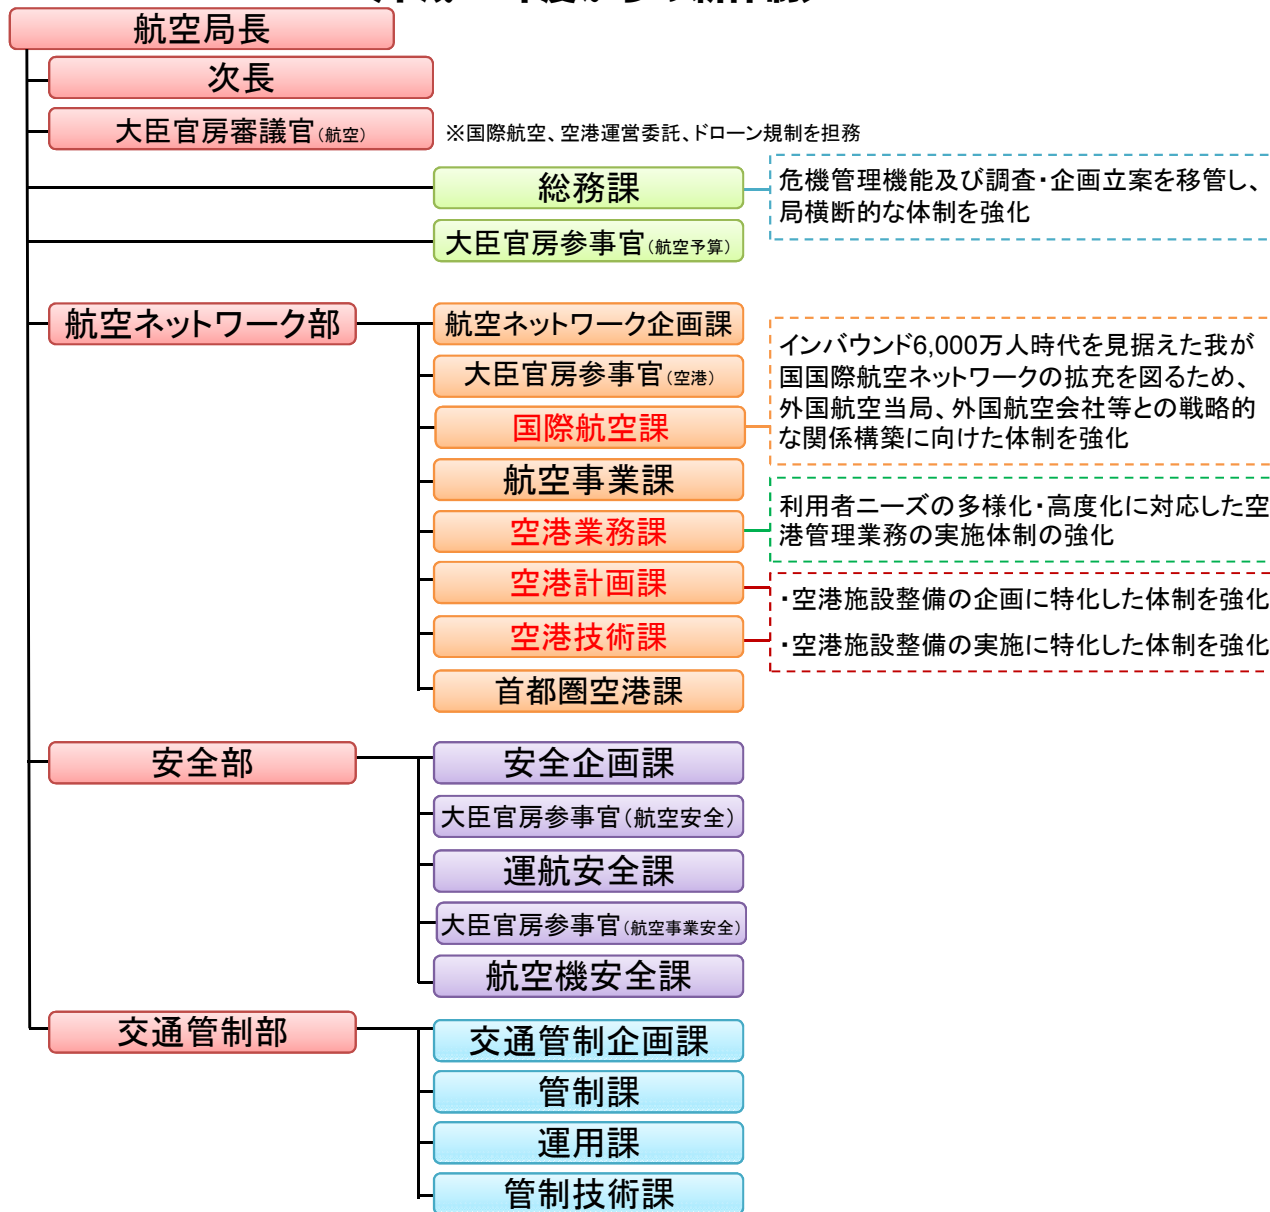 航空局長
次長
大臣官房審議官(航空)
※国際航空、空港運営委託、ドローン規制を担務
総務課
危機管理機能及び調査・企画立案を移管し、
局横断的な体制を強化
大臣官房参事官(航空予算)
航空ネットワーク部
航空ネットワーク企画課
大臣官房参事官(空港)
国際航空課
インバウンド6,000万人時代を見据えた我が
国国際航空ネットワークの拡充を図るため、
外国航空当局、外国航空会社等との戦略的
な関係構築に向けた体制を強化
航空事業課
空港業務課
利用者ニーズの多様化・高度化に対応した空
港管理業務の実施体制の強化
空港計画課
・空港施設整備の企画に特化した体制を強化
空港技術課
・空港施設整備の実施に特化した体制を強化
首都圏空港課
安全部
安全企画課
大臣官房参事官(航空安全)
運航安全課
大臣官房参事官(航空事業安全)
航空機安全課
交通管制部
交通管制企画課
管制課
運用課
管制技術課